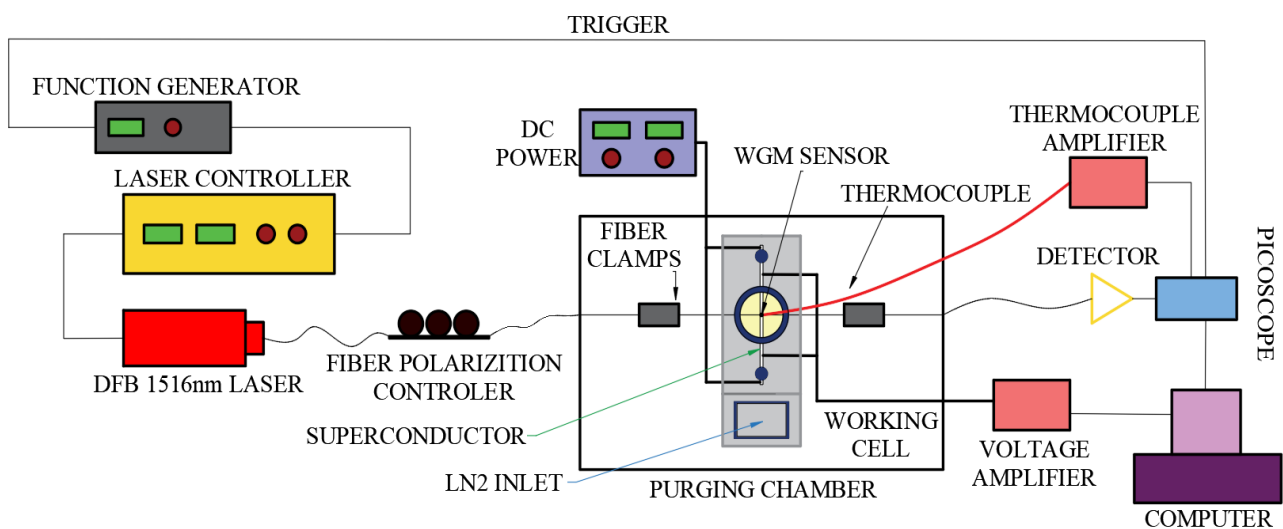 TRIGGER
FUNCTION GENERATOR
DC
POWER
THERMOCOUPLE
AMPLIFIER
WGM SENSOR
LASER CONTROLLER
THERMOCOUPLE
FIBER
CLAMPS
DETECTOR
PICOSCOPE
DFB 1516nm LASER
FIBER POLARIZITION
CONTROLER
SUPERCONDUCTOR
WORKING
CELL
VOLTAGE
AMPLIFIER
LN2 INLET
PURGING CHAMBER
COMPUTER